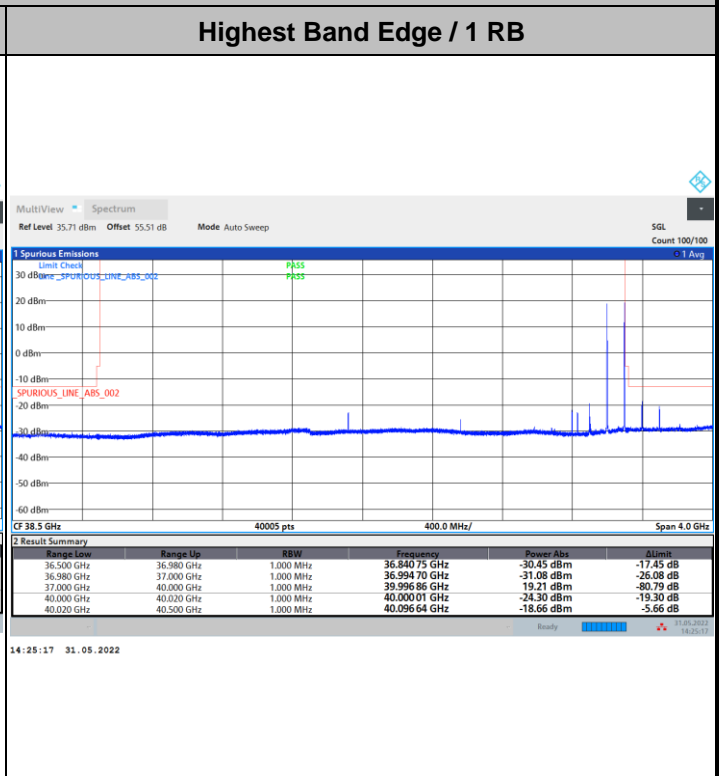 Highest Band Edge / 1 RB
MultiView Spectrum
Ref Level 35.71 dBm Offset 55.51 dB Mode Auto Sweep SGL
Count 100/100
1 Spurious Emissions 1 Avg
Limit Check PASS
30 dBm Line _SPURIOUS_LINE_ABS_002 PASS
20 dBm
10 dBm
0 dBm
-10 dBm
_SPURIOUS_LINE_ABS_002
-20 dBm
-30 dBm
-40 dBm
-50 dBm
-60 dBm
CF 38.5 GHz 40005 pts 400.0 MHz/ Span 4.0 GHz
2 Result Summary
Range Low Range Up RBW Frequency Power Abs ΔLimit
36.500 GHz 36.980 GHz 1.000 MHz 36.840 75 GHz -30.45 dBm -17.45 dB
36.980 GHz 37.000 GHz 1.000 MHz 36.994 70 GHz -31.08 dBm -26.08 dB
37.000 GHz 40.000 GHz 1.000 MHz 39.996 86 GHz 19.21 dBm -80.79 dB
40.000 GHz 40.020 GHz 1.000 MHz 40.000 01 GHz -24.30 dBm -19.30 dB
40.020 GHz 40.500 GHz 1.000 MHz 40.096 64 GHz -18.66 dBm -5.66 dB
Ready 31.05.2022
14:25:17
14:25:17 31.05.2022